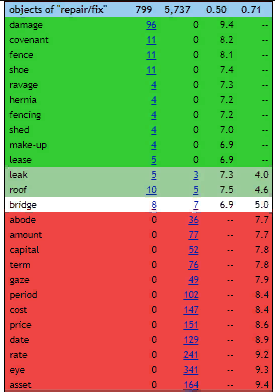 objects of "repair/fix" 799 5,737 0.50 0.71
damage 96 0 9.4 --
covenant 11 0 8.2 --
fence 11 0 8.1 --
shoe 11 0 7.4 --
ravage 4 0 7.3 --
hernia 4 0 7.2 --
fencing 4 0 7.2 --
shed 4 0 7.0 --
make-up 4 0 6.9 --
lease 5 0 6.9 --
leak 5 3 7.3 4.0
roof 10 5 7.5 4.6
bridge 8 7 6.9 5.0
abode 0 36 -- 7.7
amount 0 77 -- 7.7
capital 0 52 -- 7.8
term 0 76 -- 7.8
gaze 0 49 -- 7.9
period 0 102 -- 8.4
cost 0 147 -- 8.4
price 0 151 -- 8.6
date 0 129 -- 8.9
rate 0 241 -- 9.2
eye 0 341 -- 9.3
asset 0 164 -- 9.4